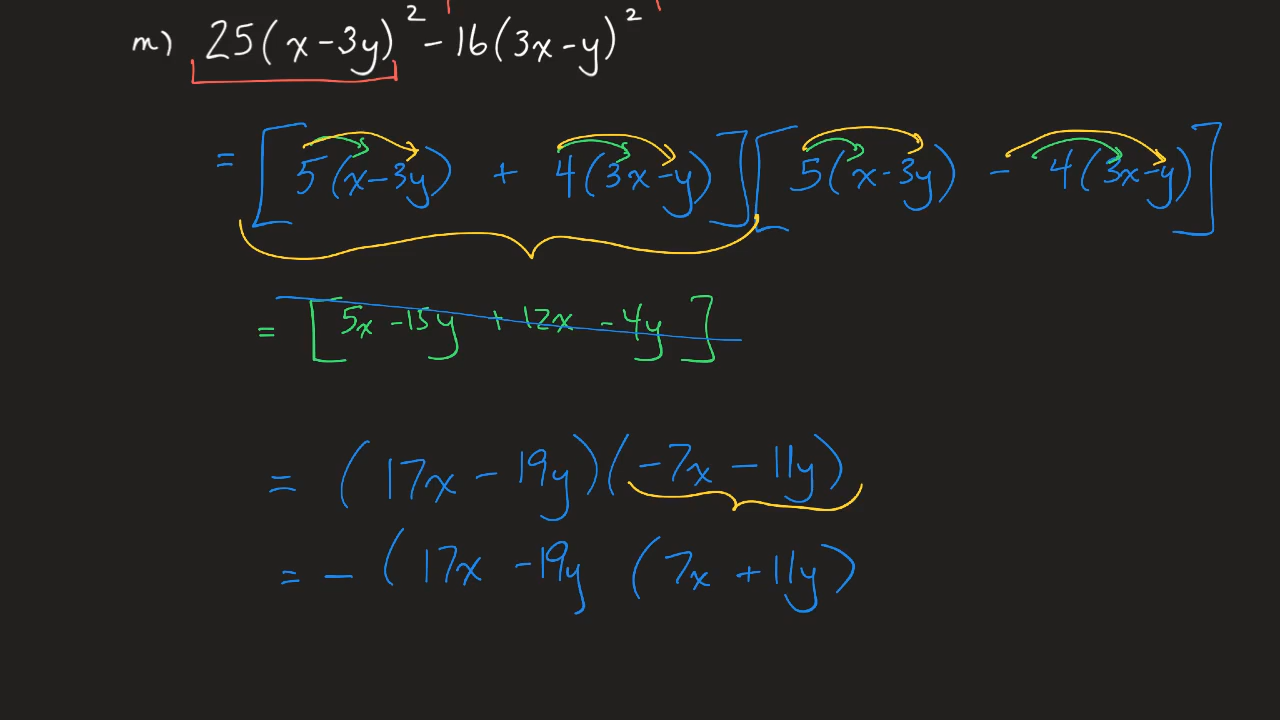 m) 25(x-3y)² - 16(3x-y)²
= [5(x-3y) + 4(3x-y)][5(x-3y) - 4(3x-y)]
= [5x -15y + 12x - 4y]
= (17x - 19y)(-7x - 11y)
= - (17x - 19y (7x + 11y)